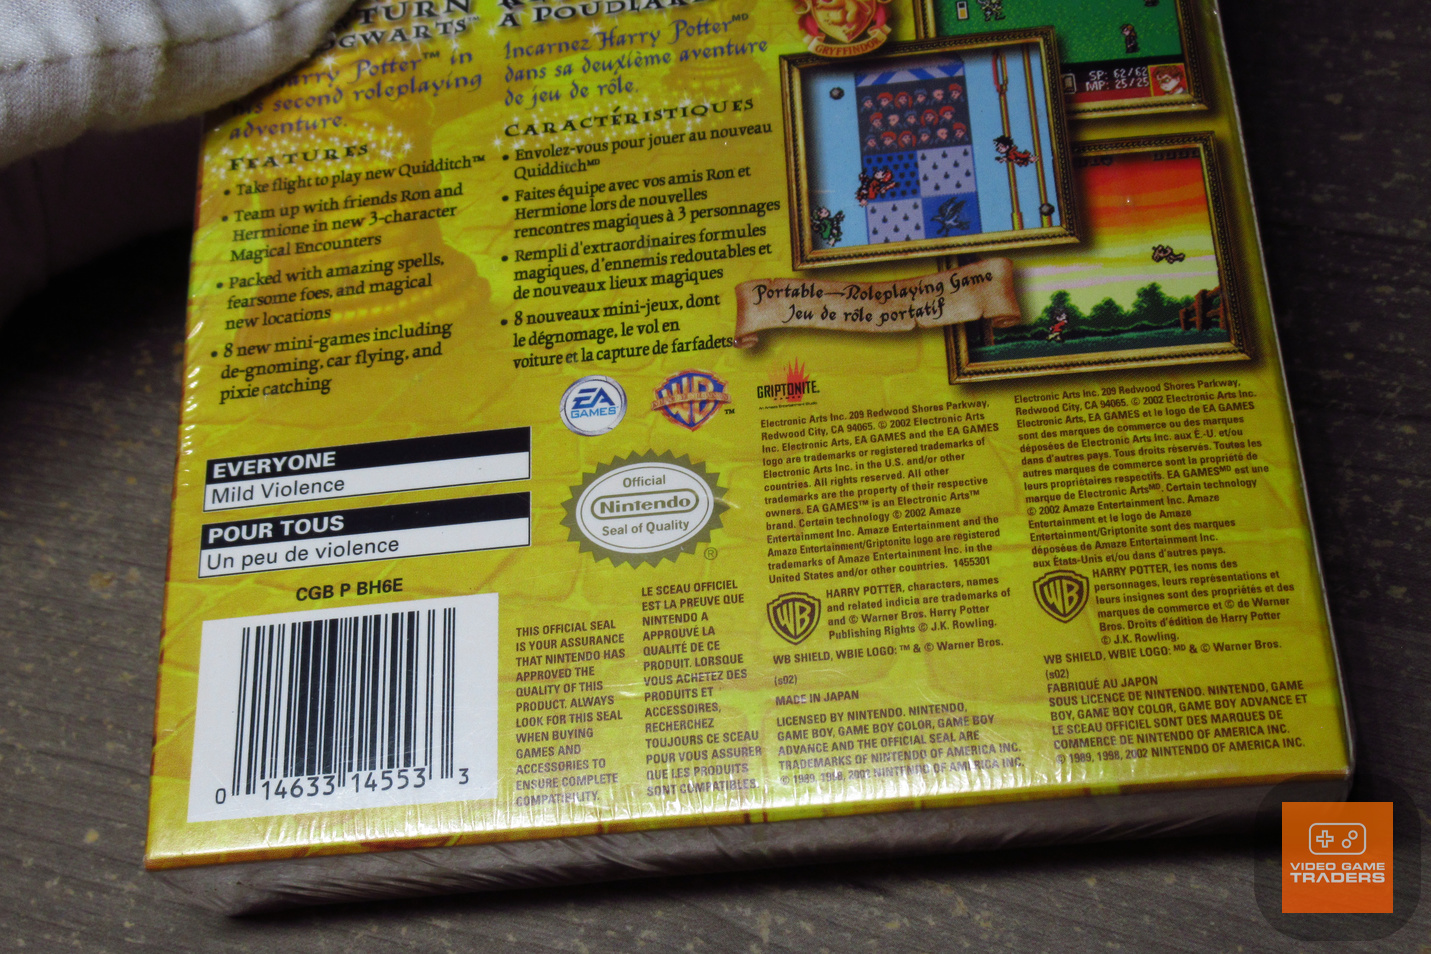 TURN
OGWARTS™
Harry Potter™ in
his second roleplaying
adventure.
FEATURES
• Take flight to play new Quidditch™
• Team up with friends Ron and
Hermione in new 3-character
Magical Encounters
• Packed with amazing spells,
fearsome foes, and magical
new locations
• 8 new mini-games including
de-gnoming, car flying, and
pixie catching
À POUDLARD
Incarnez Harry Potter MD
dans sa deuxième aventure
de jeu de rôle.
CARACTÉRISTIQUES
• Envolez-vous pour jouer au nouveau
Quidditch MD
• Faites équipe avec vos amis Ron et
Hermione lors de nouvelles
rencontres magiques à 3 personnages
• Rempli d'extraordinaires formules
magiques, d'ennemis redoutables et
de nouveaux lieux magiques
• 8 nouveaux mini-jeux, dont
le dégnomage, le vol en
voiture et la capture de farfadets.
GRYFFINDOR
SP: 62/62
MP: 25/25
Portable—Roleplaying Game
Jeu de rôle portatif
EA
GAMES™
WB
™
GRIPTONITE.
EVERYONE
Mild Violence
POUR TOUS
Un peu de violence
CGB P BH6E
0 14633 14553 3
Official
Nintendo
Seal of Quality
®
THIS OFFICIAL SEAL
IS YOUR ASSURANCE
THAT NINTENDO HAS
APPROVED THE
QUALITY OF THIS
PRODUCT. ALWAYS
LOOK FOR THIS SEAL
WHEN BUYING
GAMES AND
ACCESSORIES TO
ENSURE COMPLETE
COMPATIBILITY.
LE SCEAU OFFICIEL
EST LA PREUVE QUE
NINTENDO A
APPROUVÉ LA
QUALITÉ DE CE
PRODUIT. LORSQUE
VOUS ACHETEZ DES
PRODUITS ET
ACCESSOIRES,
RECHERCHEZ
TOUJOURS CE SCEAU
POUR VOUS ASSURER
QUE LES PRODUITS
SONT COMPATIBLES.
Electronic Arts Inc. 209 Redwood Shores Parkway,
Redwood City, CA 94065. © 2002 Electronic Arts
Inc. Electronic Arts, EA GAMES and the EA GAMES
logo are trademarks or registered trademarks of
Electronic Arts Inc. in the U.S. and/or other
countries. All rights reserved. All other
trademarks are the property of their respective
owners. EA GAMES™ is an Electronic Arts™
brand. Certain technology © 2002 Amaze
Entertainment Inc. Amaze Entertainment and the
Amaze Entertainment/Griptonite logo are registered
trademarks of Amaze Entertainment Inc. in the
United States and/or other countries. 1455301
WB
HARRY POTTER, characters, names
and related indicia are trademarks of
and © Warner Bros. Harry Potter
Publishing Rights © J.K. Rowling.
WB SHIELD, WBIE LOGO: ™ & © Warner Bros.
(s02)
MADE IN JAPAN
LICENSED BY NINTENDO. NINTENDO,
GAME BOY, GAME BOY COLOR, GAME BOY
ADVANCE AND THE OFFICIAL SEAL ARE
TRADEMARKS OF NINTENDO OF AMERICA INC.
© 1989, 1998, 2002 NINTENDO OF AMERICA INC.
Electronic Arts Inc. 209 Redwood Shores Parkway,
Redwood City, CA 94065. © 2002 Electronic Arts Inc.
Electronic Arts, EA GAMES et le logo de EA GAMES
sont des marques de commerce ou des marques
déposées de Electronic Arts Inc. aux É.-U. et/ou
dans d'autres pays. Tous droits réservés. Toutes les
autres marques de commerce sont la propriété de
leurs propriétaires respectifs. EA GAMES MD est une
marque de Electronic Arts MD. Certain technology
© 2002 Amaze Entertainment Inc. Amaze
Entertainment et le logo de Amaze
Entertainment/Griptonite sont des marques
déposées de Amaze Entertainment Inc.
aux États-Unis et/ou dans d'autres pays.
WB
HARRY POTTER, les noms des
personnages, leurs représentations et
leurs insignes sont des propriétés et des
marques de commerce et © de Warner
Bros. Droits d'édition de Harry Potter
© J.K. Rowling.
WB SHIELD, WBIE LOGO: MD & © Warner Bros.
(s02)
FABRIQUÉ AU JAPON
SOUS LICENCE DE NINTENDO. NINTENDO, GAME
BOY, GAME BOY COLOR, GAME BOY ADVANCE ET
LE SCEAU OFFICIEL SONT DES MARQUES DE
COMMERCE DE NINTENDO OF AMERICA INC.
© 1989, 1998, 2002 NINTENDO OF AMERICA INC.
VIDEO GAME
TRADERS